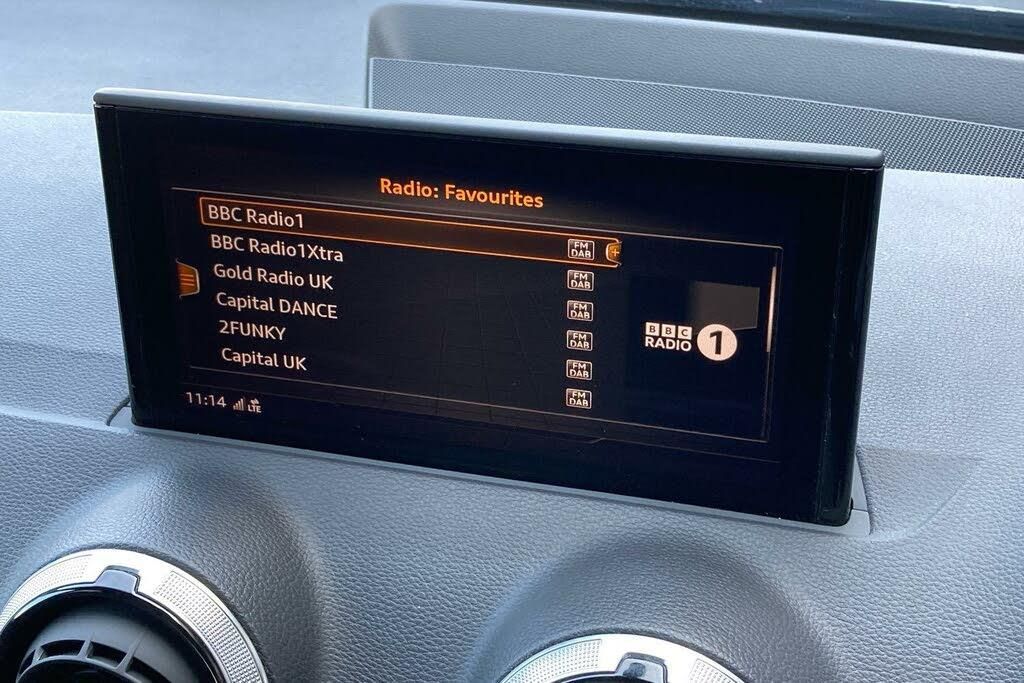 Radio: Favourites
BBC Radio1
FM DAB
BBC Radio1Xtra
FM DAB
Gold Radio UK
FM DAB
Capital DANCE
FM DAB
2FUNKY
FM DAB
Capital UK
FM DAB
BBC
RADIO 1
11:14 LTE